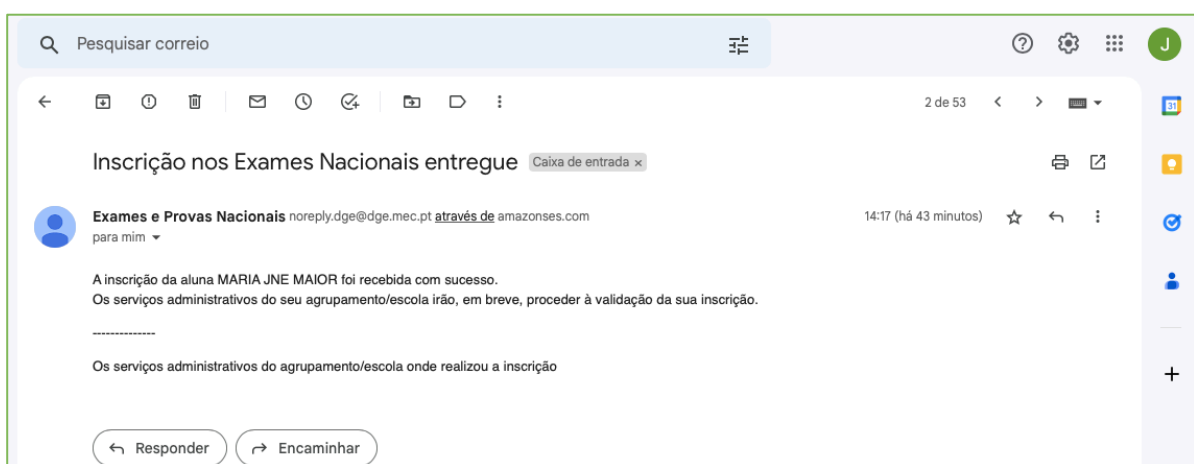 Pesquisar correio
J
2 de 53
31
Inscrição nos Exames Nacionais entregue Caixa de entrada ×
Exames e Provas Nacionais noreply.dge@dge.mec.pt através de amazonses.com 14:17 (há 43 minutos)
para mim
A inscrição da aluna MARIA JNE MAIOR foi recebida com sucesso.
Os serviços administrativos do seu agrupamento/escola irão, em breve, proceder à validação da sua inscrição.
--------------
Os serviços administrativos do agrupamento/escola onde realizou a inscrição
Responder Encaminhar